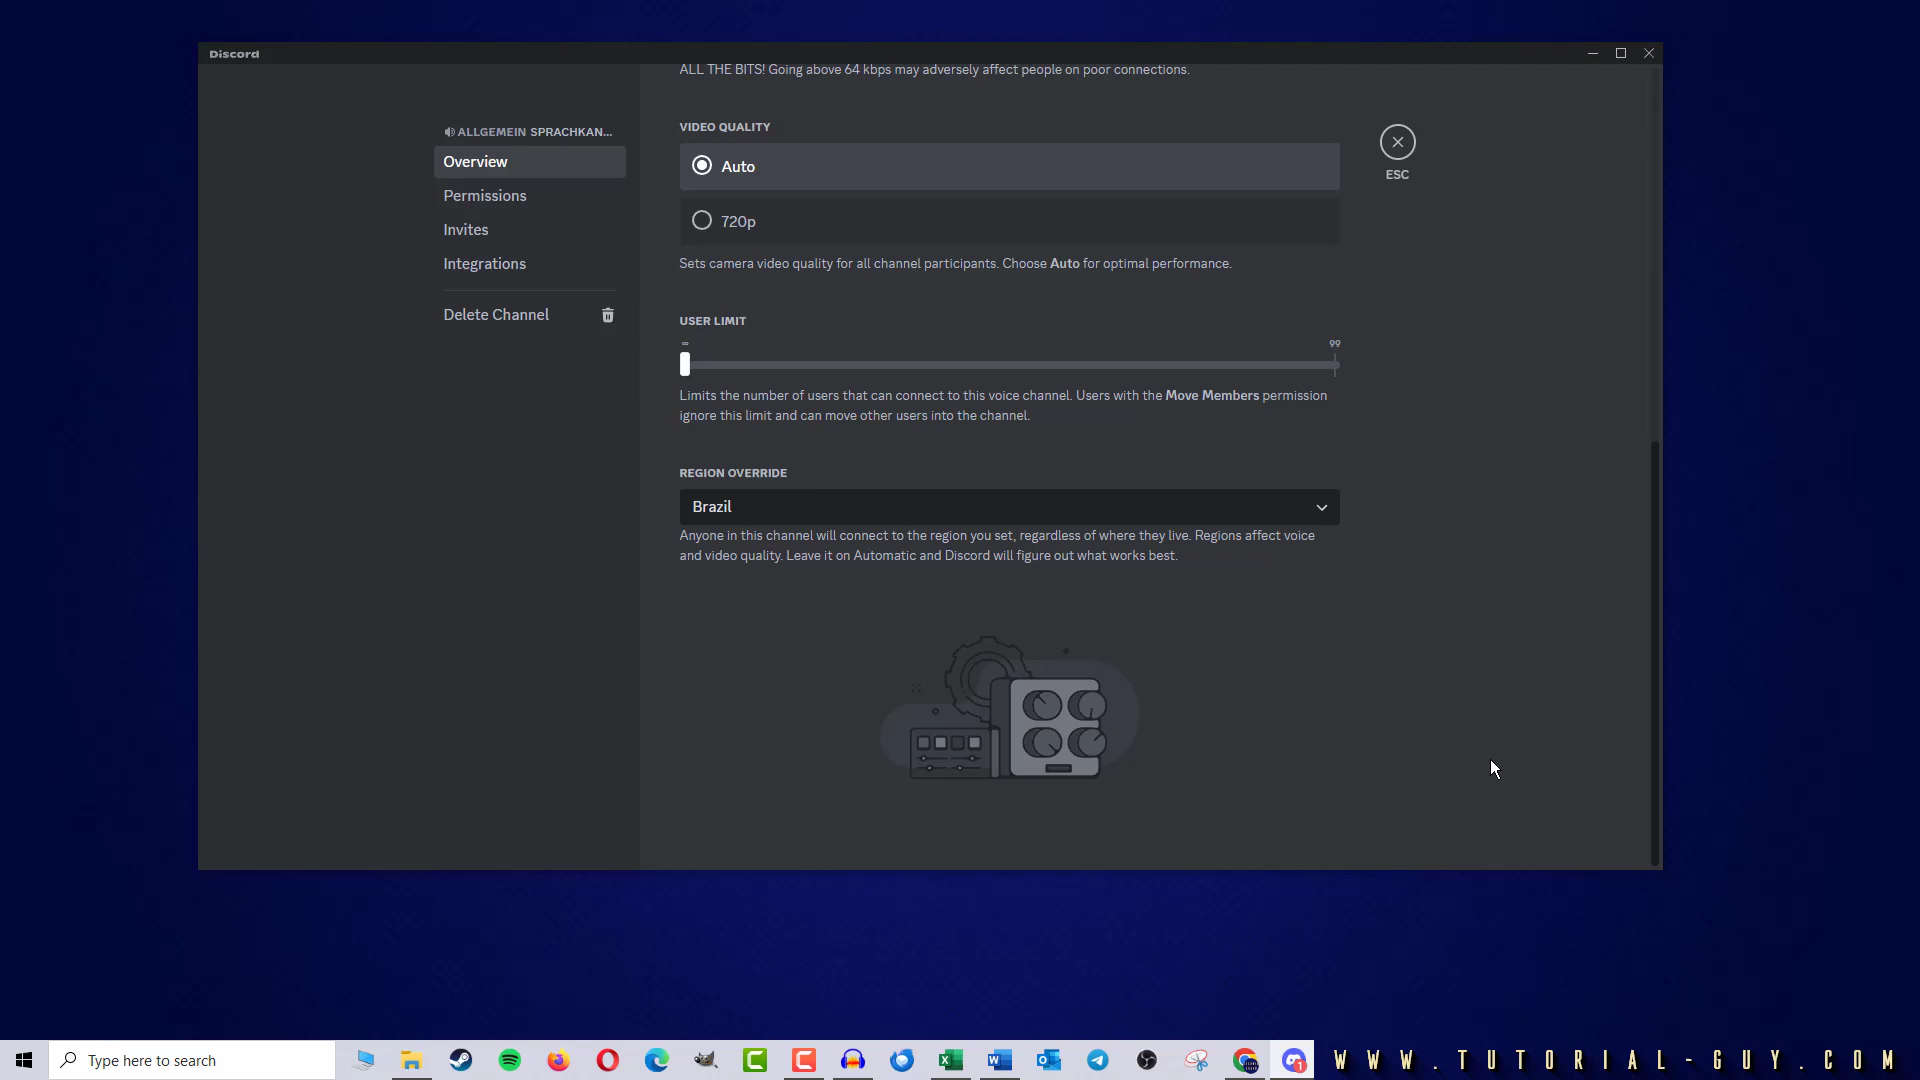 Discord
ALL THE BITS! Going above 64 kbps may adversely affect people on poor connections.
ALLGEMEIN SPRACHKAN...
Overview
Permissions
Invites
Integrations
Delete Channel
VIDEO QUALITY
Auto
720p
Sets camera video quality for all channel participants. Choose Auto for optimal performance.
ESC
USER LIMIT
∞ 99
Limits the number of users that can connect to this voice channel. Users with the Move Members permission
ignore this limit and can move other users into the channel.
REGION OVERRIDE
Brazil
Anyone in this channel will connect to the region you set, regardless of where they live. Regions affect voice
and video quality. Leave it on Automatic and Discord will figure out what works best.
Type here to search
1
WWW.TUTORIAL-GUY.COM